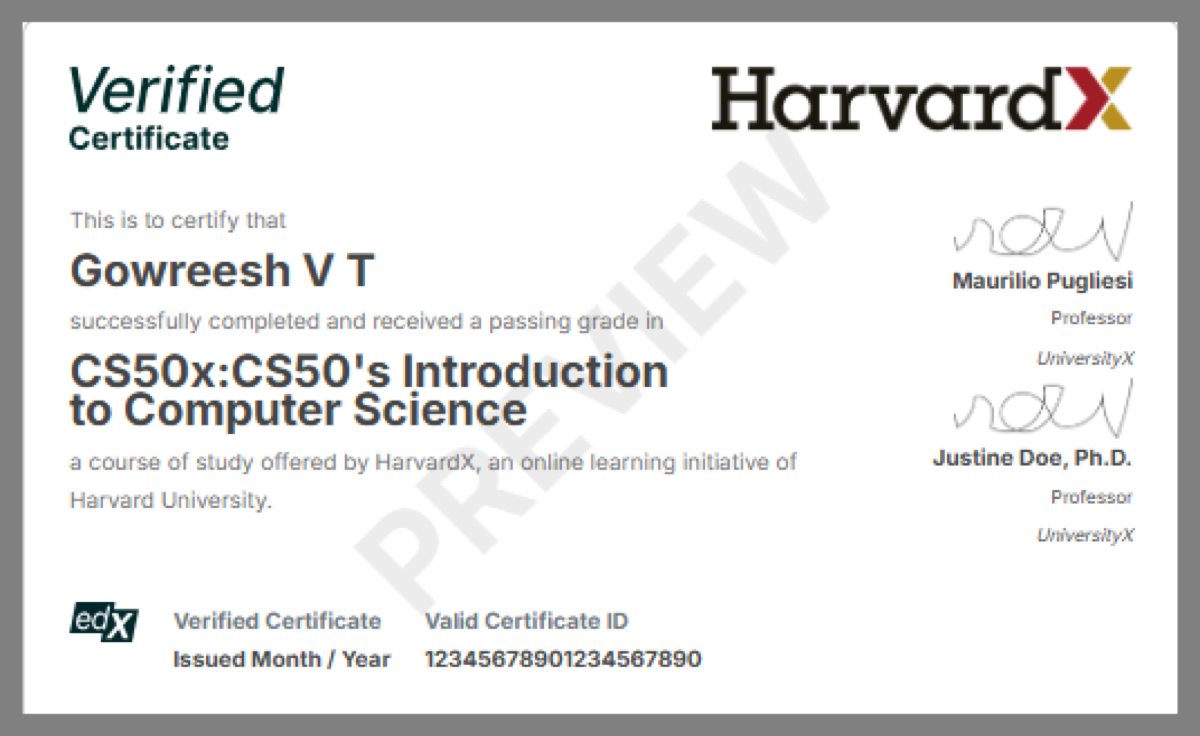 Verified
Certificate
HarvardX
This is to certify that
Gowreesh V T
successfully completed and received a passing grade in
CS50x:CS50's Introduction
to Computer Science
a course of study offered by HarvardX, an online learning initiative of
Harvard University.
Maurilio Pugliesi
Professor
UniversityX
Justine Doe, Ph.D.
Professor
UniversityX
PREVIEW
edX
Verified Certificate
Issued Month / Year
Valid Certificate ID
12345678901234567890